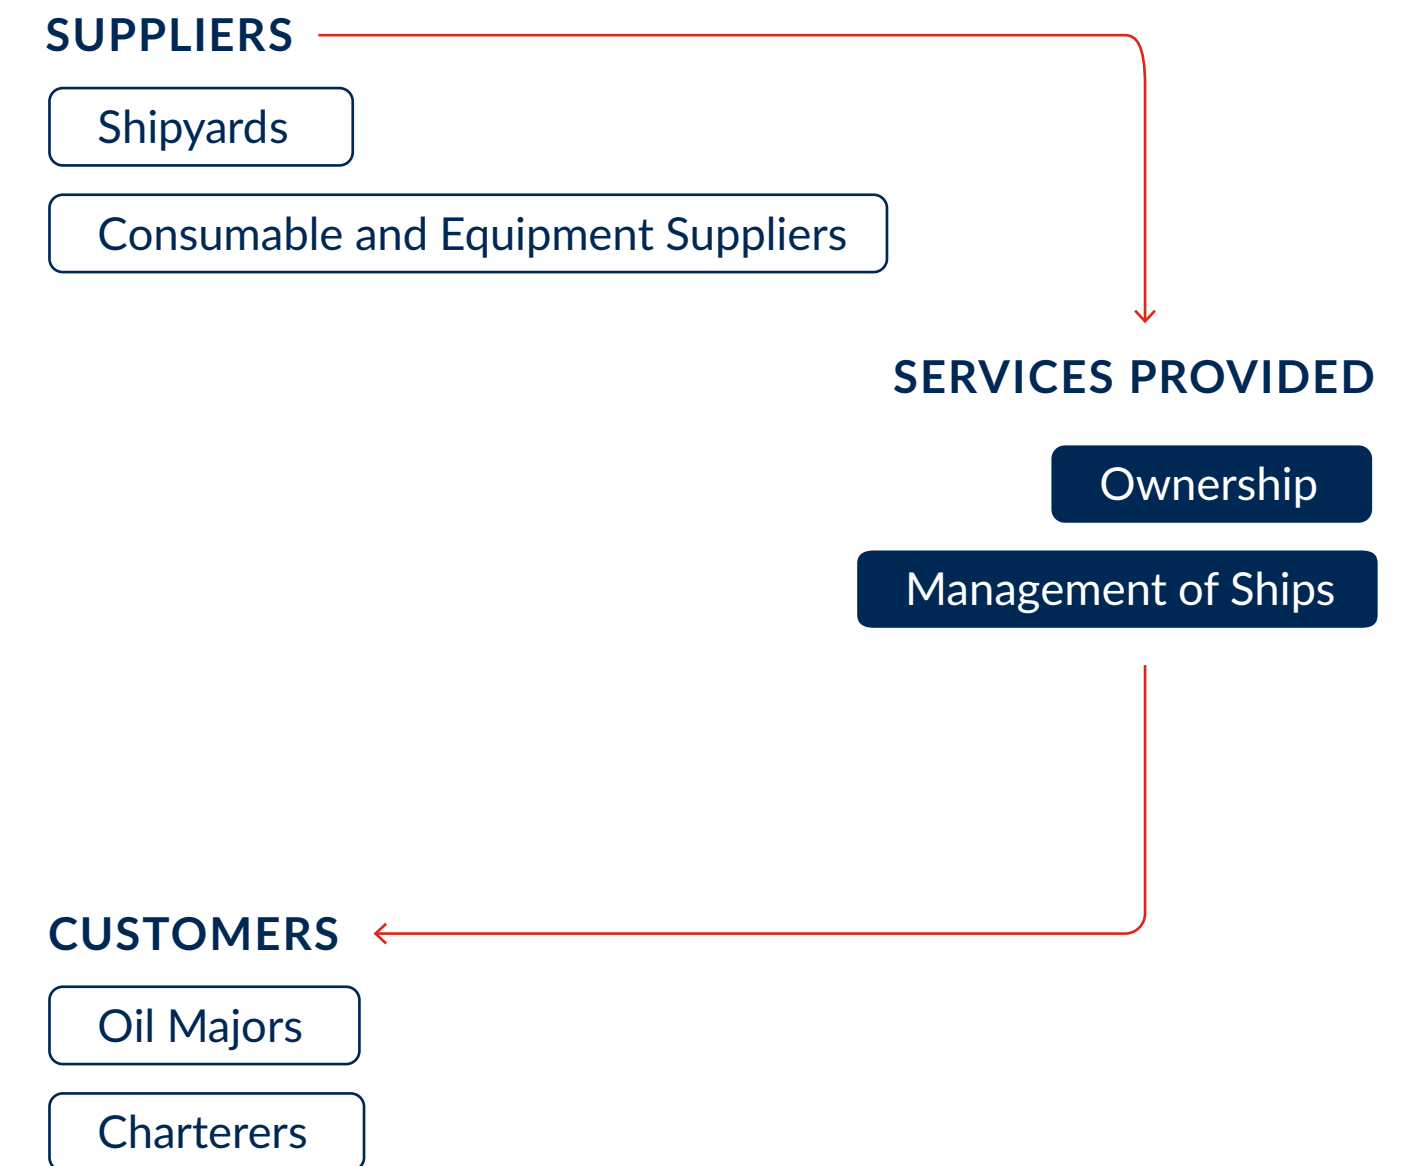 SUPPLIERS
Shipyards
Consumable and Equipment Suppliers
SERVICES PROVIDED
Ownership
Management of Ships
CUSTOMERS
Oil Majors
Charterers